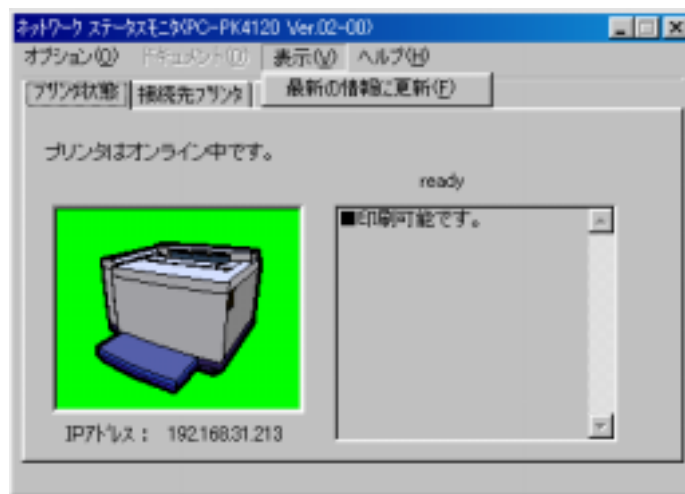 ネットワーク ステータスモニタ(PC-PK4120 Ver.02-00)
オプション(O) ドキュメント(D) 表示(V) ヘルプ(H)
プリンタ状態 接続先プリンタ 最新の情報に更新(F)
プリンタはオンライン中です。
ready
■印刷可能です。
IPアドレス： 192.168.31.213